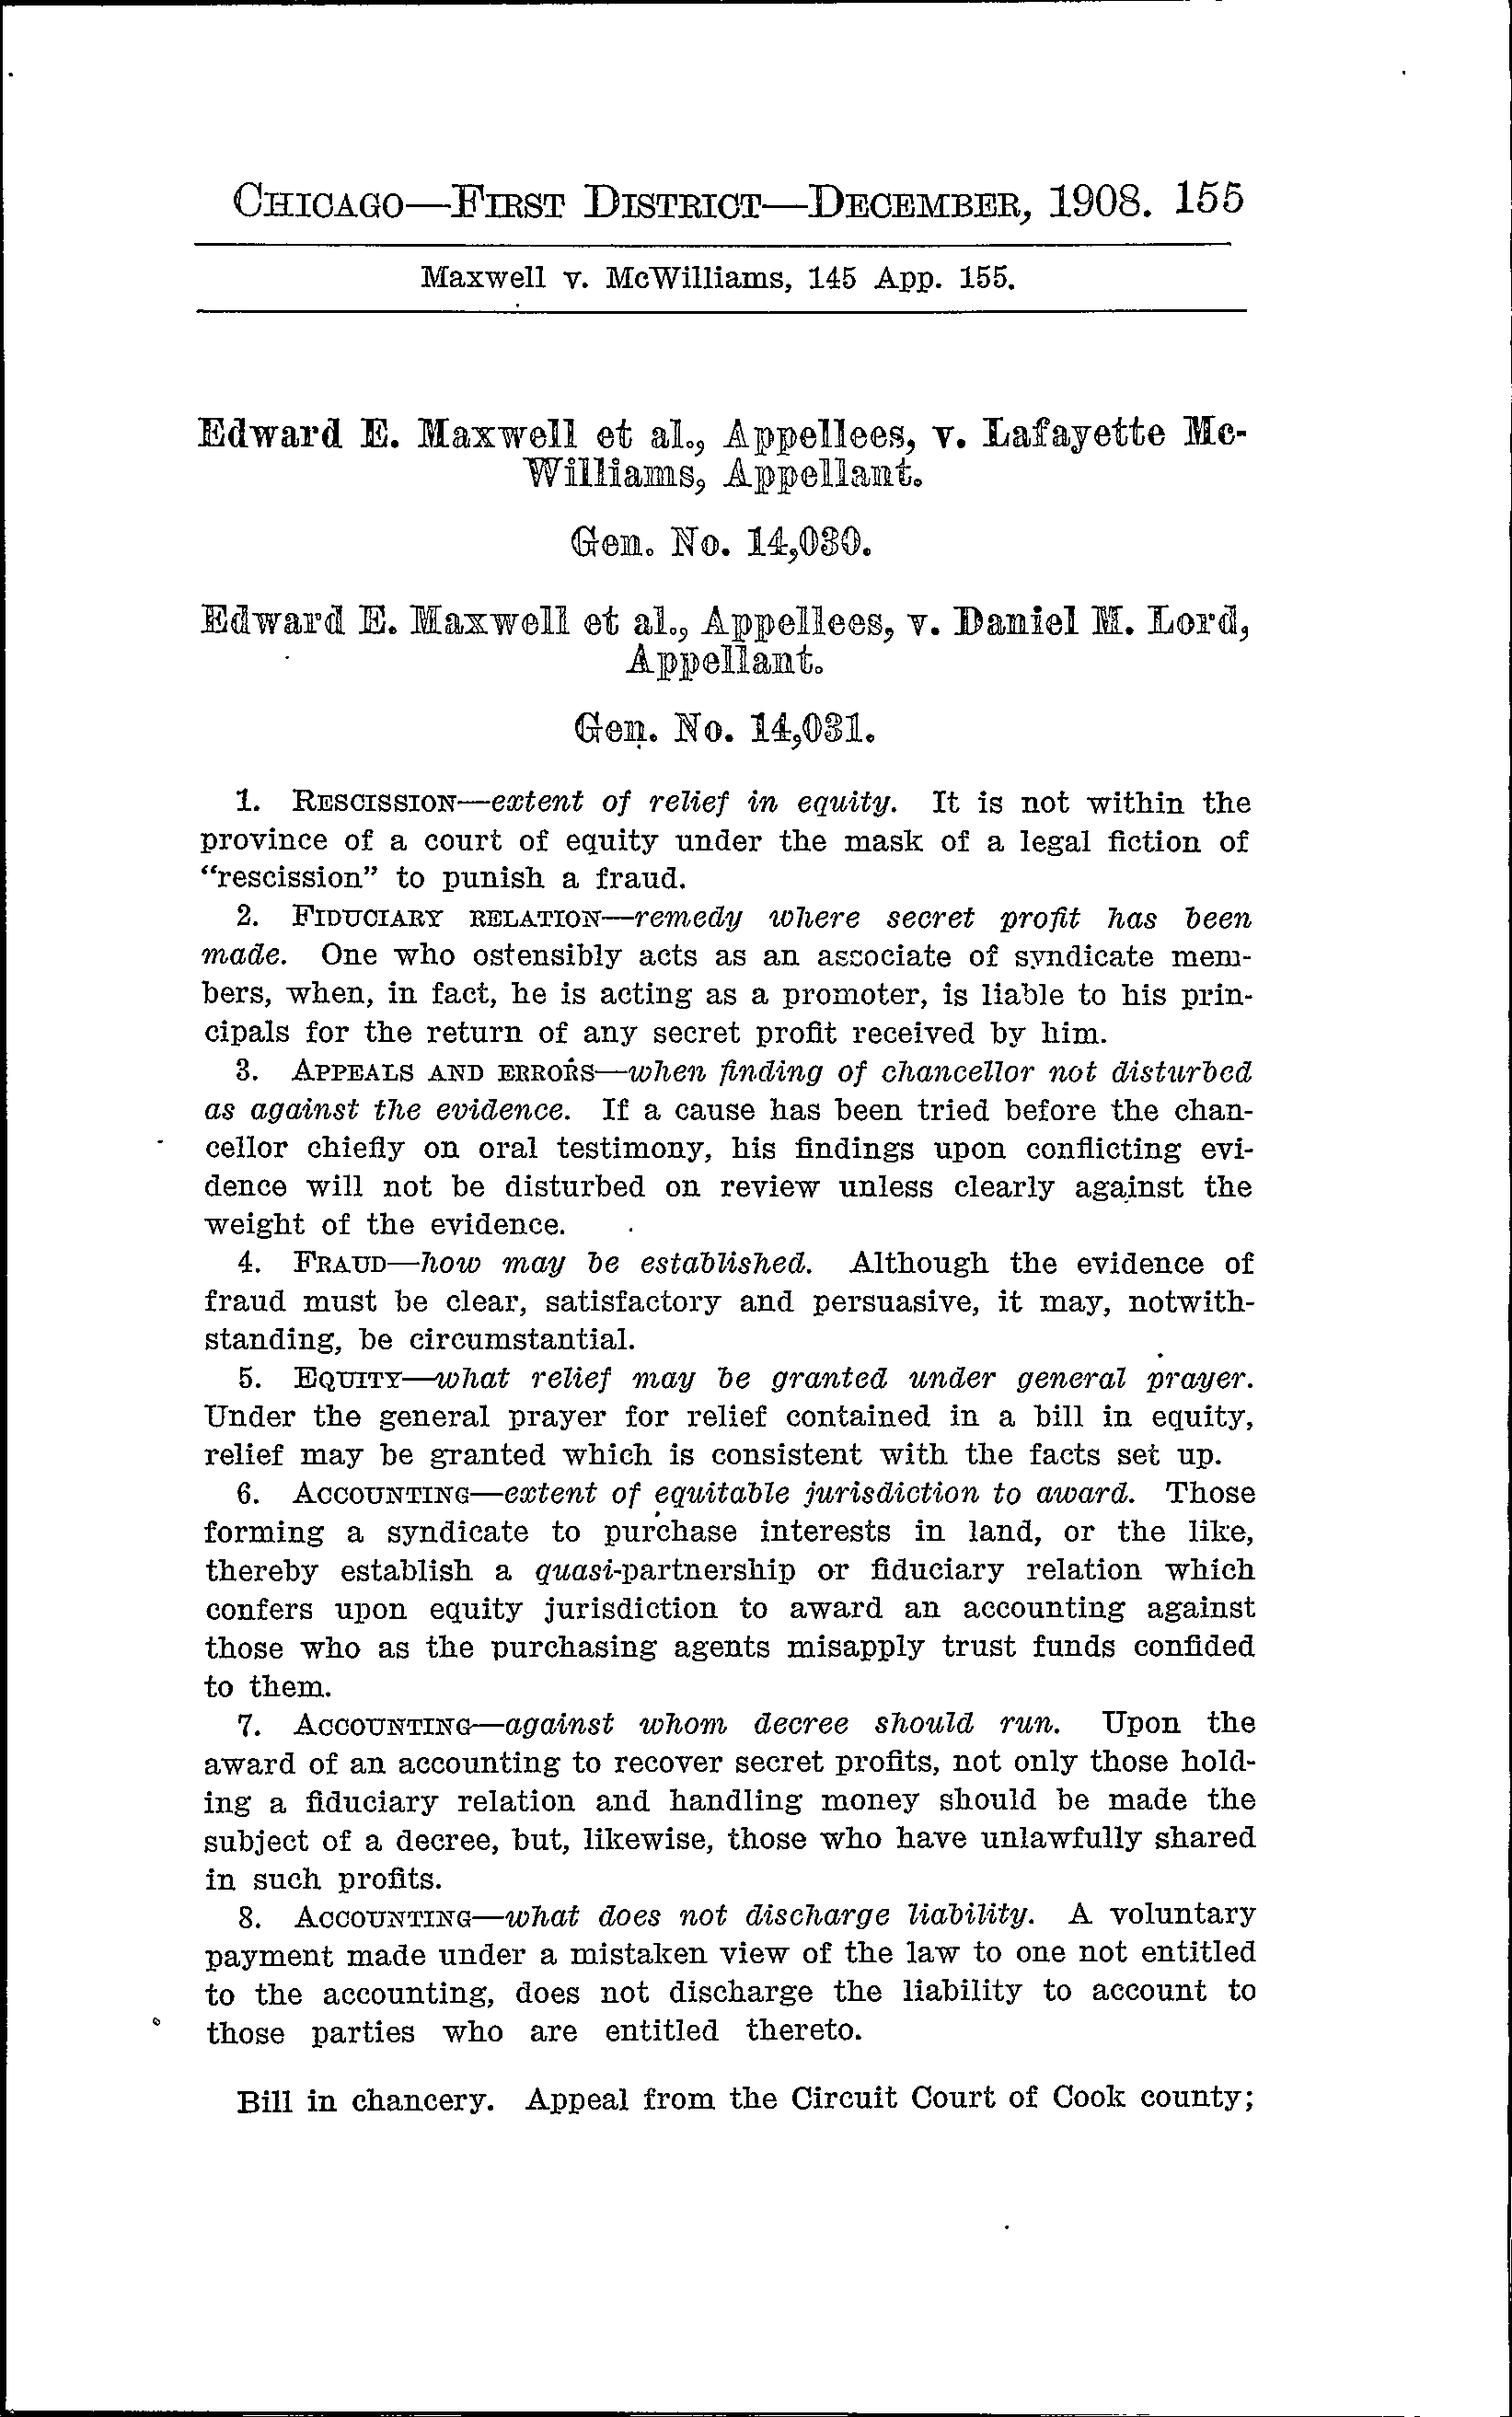 CHICAGO—FIRST DISTRICT—DECEMBER, 1908. 155
Maxwell v. McWilliams, 145 App. 155.
Edward E. Maxwell et al., Appellees, v. Lafayette Mc-
Williams, Appellant.
Gen. No. 14,030.
Edward E. Maxwell et al., Appellees, v. Daniel M. Lord,
Appellant.
Gen. No. 14,031.
1. RESCISSION—extent of relief in equity. It is not within the
province of a court of equity under the mask of a legal fiction of
"rescission" to punish a fraud.
2. FIDUCIARY RELATION—remedy where secret profit has been
made. One who ostensibly acts as an associate of syndicate mem-
bers, when, in fact, he is acting as a promoter, is liable to his prin-
cipals for the return of any secret profit received by him.
3. APPEALS AND ERRORS—when finding of chancellor not disturbed
as against the evidence. If a cause has been tried before the chan-
cellor chiefly on oral testimony, his findings upon conflicting evi-
dence will not be disturbed on review unless clearly against the
weight of the evidence.
4. FRAUD—how may be established. Although the evidence of
fraud must be clear, satisfactory and persuasive, it may, notwith-
standing, be circumstantial.
5. EQUITY—what relief may be granted under general prayer.
Under the general prayer for relief contained in a bill in equity,
relief may be granted which is consistent with the facts set up.
6. ACCOUNTING—extent of equitable jurisdiction to award. Those
forming a syndicate to purchase interests in land, or the like,
thereby establish a quasi-partnership or fiduciary relation which
confers upon equity jurisdiction to award an accounting against
those who as the purchasing agents misapply trust funds confided
to them.
7. ACCOUNTING—against whom decree should run. Upon the
award of an accounting to recover secret profits, not only those hold-
ing a fiduciary relation and handling money should be made the
subject of a decree, but, likewise, those who have unlawfully shared
in such profits.
8. ACCOUNTING—what does not discharge liability. A voluntary
payment made under a mistaken view of the law to one not entitled
to the accounting, does not discharge the liability to account to
those parties who are entitled thereto.
Bill in chancery. Appeal from the Circuit Court of Cook county;